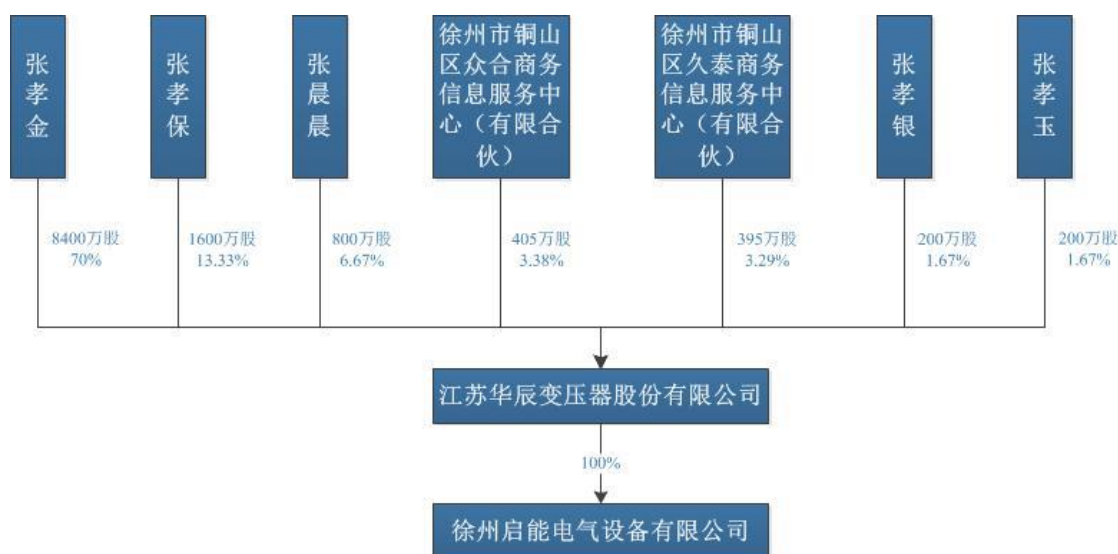 张
孝
金
张
孝
保
张
晨
晨
徐州市铜山
区众合商务
信息服务中
心（有限合
伙）
徐州市铜山
区久泰商务
信息服务中
心（有限合
伙）
张
孝
银
张
孝
玉
8400万股
70%
1600万股
13.33%
800万股
6.67%
405万股
3.38%
395万股
3.29%
200万股
1.67%
200万股
1.67%
江苏华辰变压器股份有限公司
100%
徐州启能电气设备有限公司